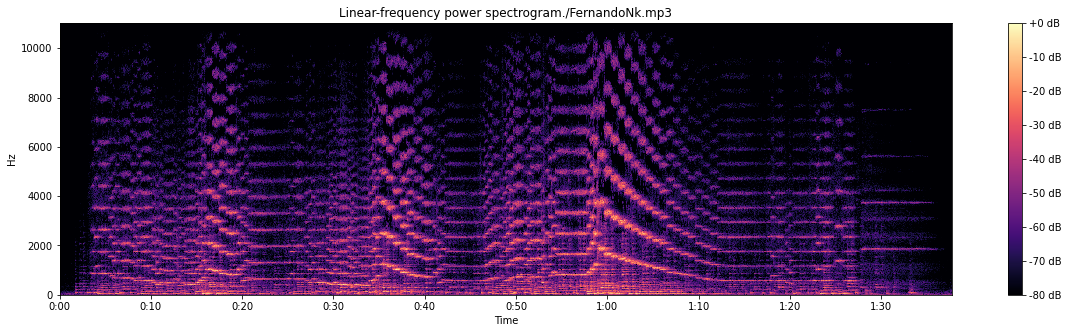 Linear-frequency power spectrogram./FernandoNk.mp3
10000
8000
6000
4000
2000
0
Hz
0:00 0:10 0:20 0:30 0:40 0:50 1:00 1:10 1:20 1:30
Time
+0 dB
-10 dB
-20 dB
-30 dB
-40 dB
-50 dB
-60 dB
-70 dB
-80 dB